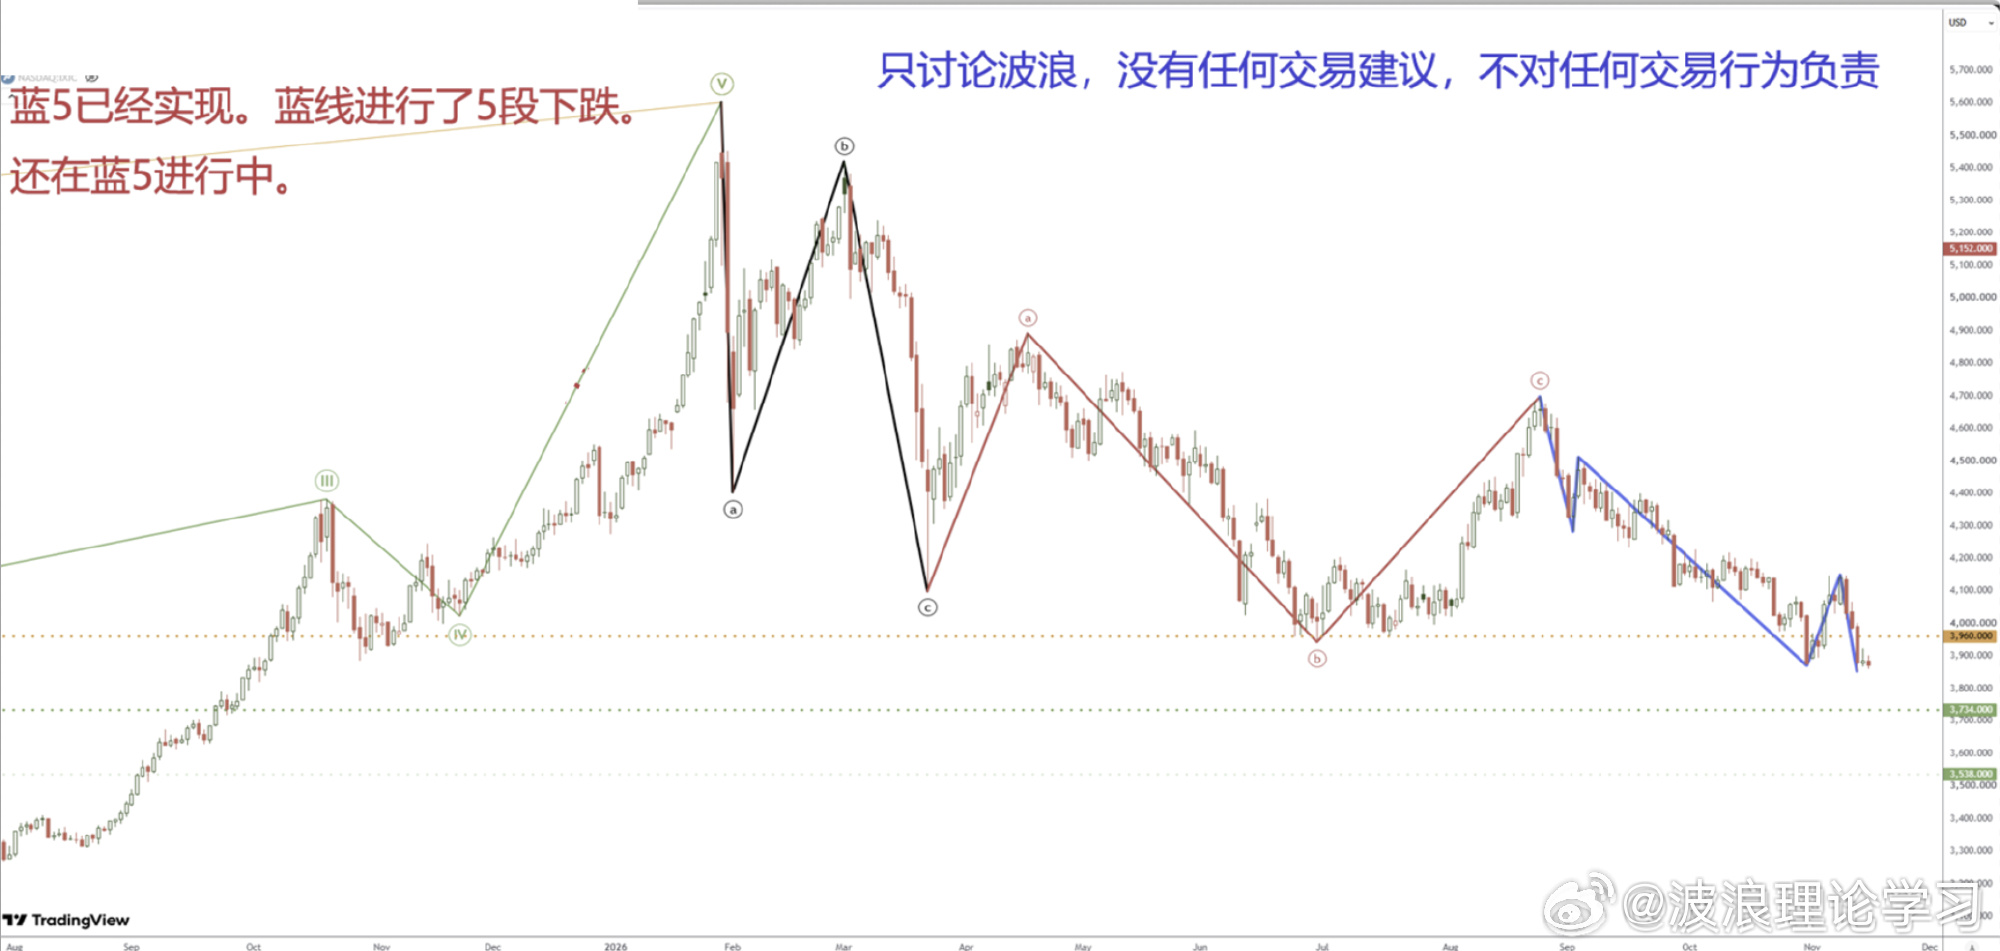 USD
只讨论波浪，没有任何交易建议，不对任何交易行为负责
蓝5已经实现。蓝线进行了5段下跌。
还在蓝5进行中。
V
b
III
a
c
IV
a
c
b
5,700.000
5,600.000
5,500.000
5,400.000
5,300.000
5,200.000
5,152.000
5,100.000
5,000.000
4,900.000
4,800.000
4,700.000
4,600.000
4,500.000
4,400.000
4,300.000
4,200.000
4,100.000
4,000.000
3,960.000
3,900.000
3,800.000
3,734.000
3,700.000
3,600.000
3,538.000
3,500.000
3,400.000
3,300.000
@波浪理论学习
TradingView
Aug Sep Oct Nov Dec 2026 Feb Mar Apr May Jun Jul Aug Sep Oct Nov Dec